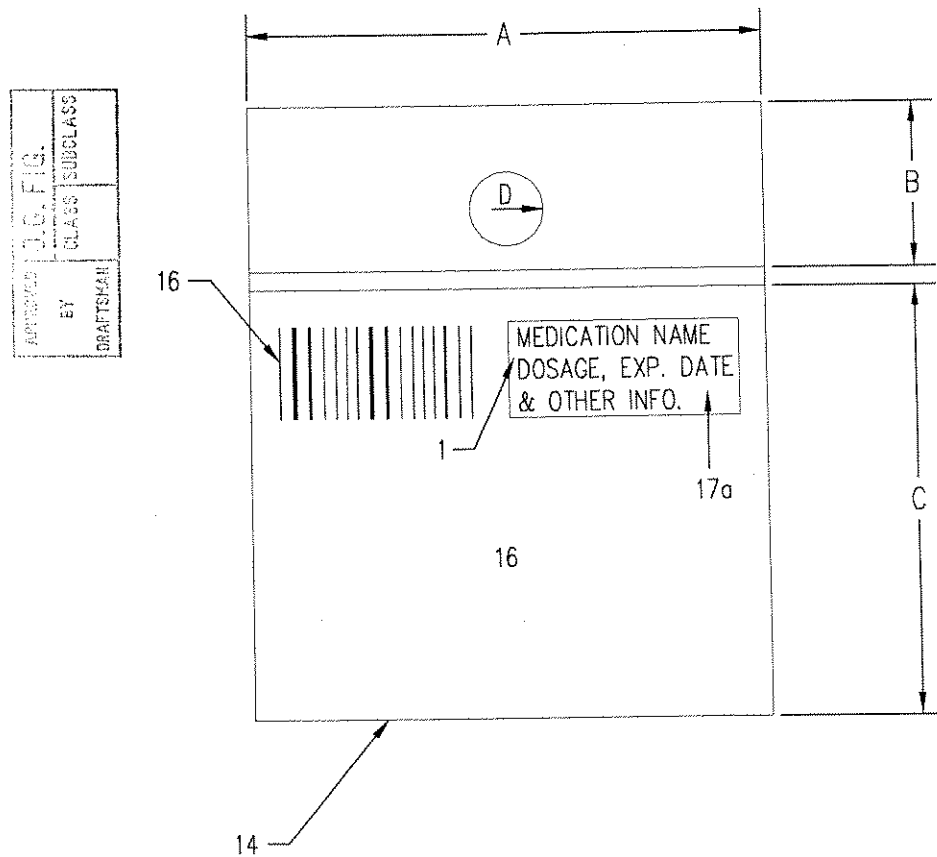 A
APPROVED
BY
DRAFTSMAN
O.G. FIG.
CLASS
SUBCLASS
B
D
16
MEDICATION NAME
DOSAGE, EXP. DATE
& OTHER INFO.
1
17a
C
16
14